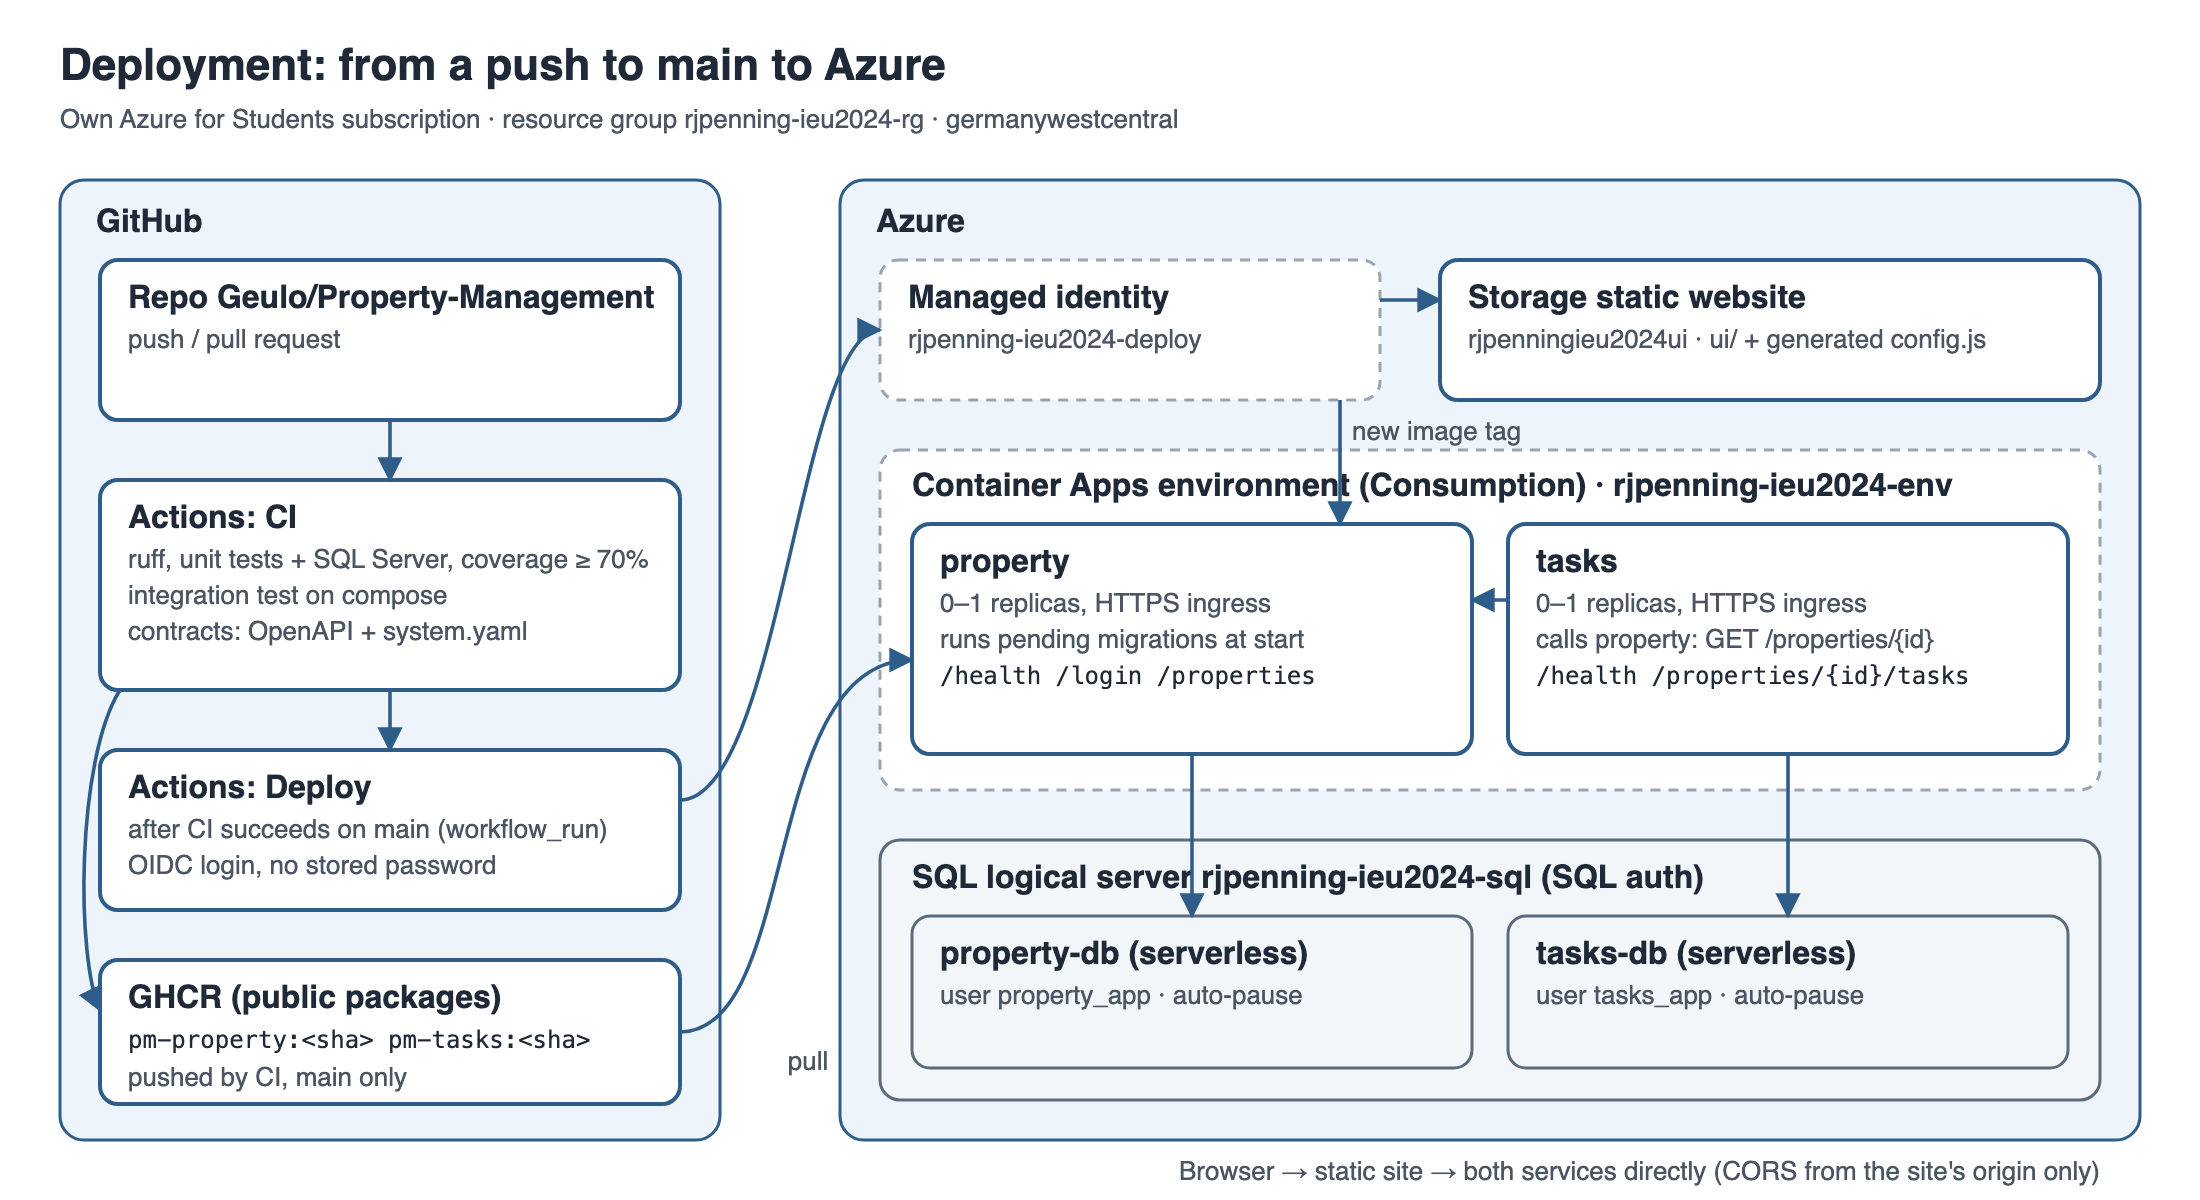 Deployment: from a push to main to Azure
Own Azure for Students subscription · resource group rjpenning-ieu2024-rg · germanywestcentral
GitHub
Repo Geulo/Property-Management
push / pull request
Actions: CI
ruff, unit tests + SQL Server, coverage ≥ 70%
integration test on compose
contracts: OpenAPI + system.yaml
Actions: Deploy
after CI succeeds on main (workflow_run)
OIDC login, no stored password
GHCR (public packages)
pm-property:<sha> pm-tasks:<sha>
pushed by CI, main only
pull
Azure
Managed identity
rjpenning-ieu2024-deploy
Storage static website
rjpenningieu2024ui · ui/ + generated config.js
new image tag
Container Apps environment (Consumption) · rjpenning-ieu2024-env
property
0–1 replicas, HTTPS ingress
runs pending migrations at start
/health /login /properties
tasks
0–1 replicas, HTTPS ingress
calls property: GET /properties/{id}
/health /properties/{id}/tasks
SQL logical server rjpenning-ieu2024-sql (SQL auth)
property-db (serverless)
user property_app · auto-pause
tasks-db (serverless)
user tasks_app · auto-pause
Browser → static site → both services directly (CORS from the site's origin only)